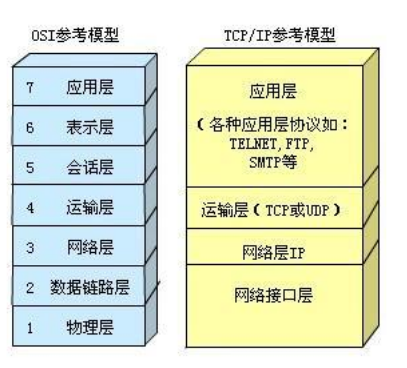 OSI参考模型
7 应用层
6 表示层
5 会话层
4 运输层
3 网络层
2 数据链路层
1 物理层
TCP/IP参考模型
应用层
(各种应用层协议如:
TELNET,FTP,
SMTP等
运输层(TCP或UDP)
网络层IP
网络接口层